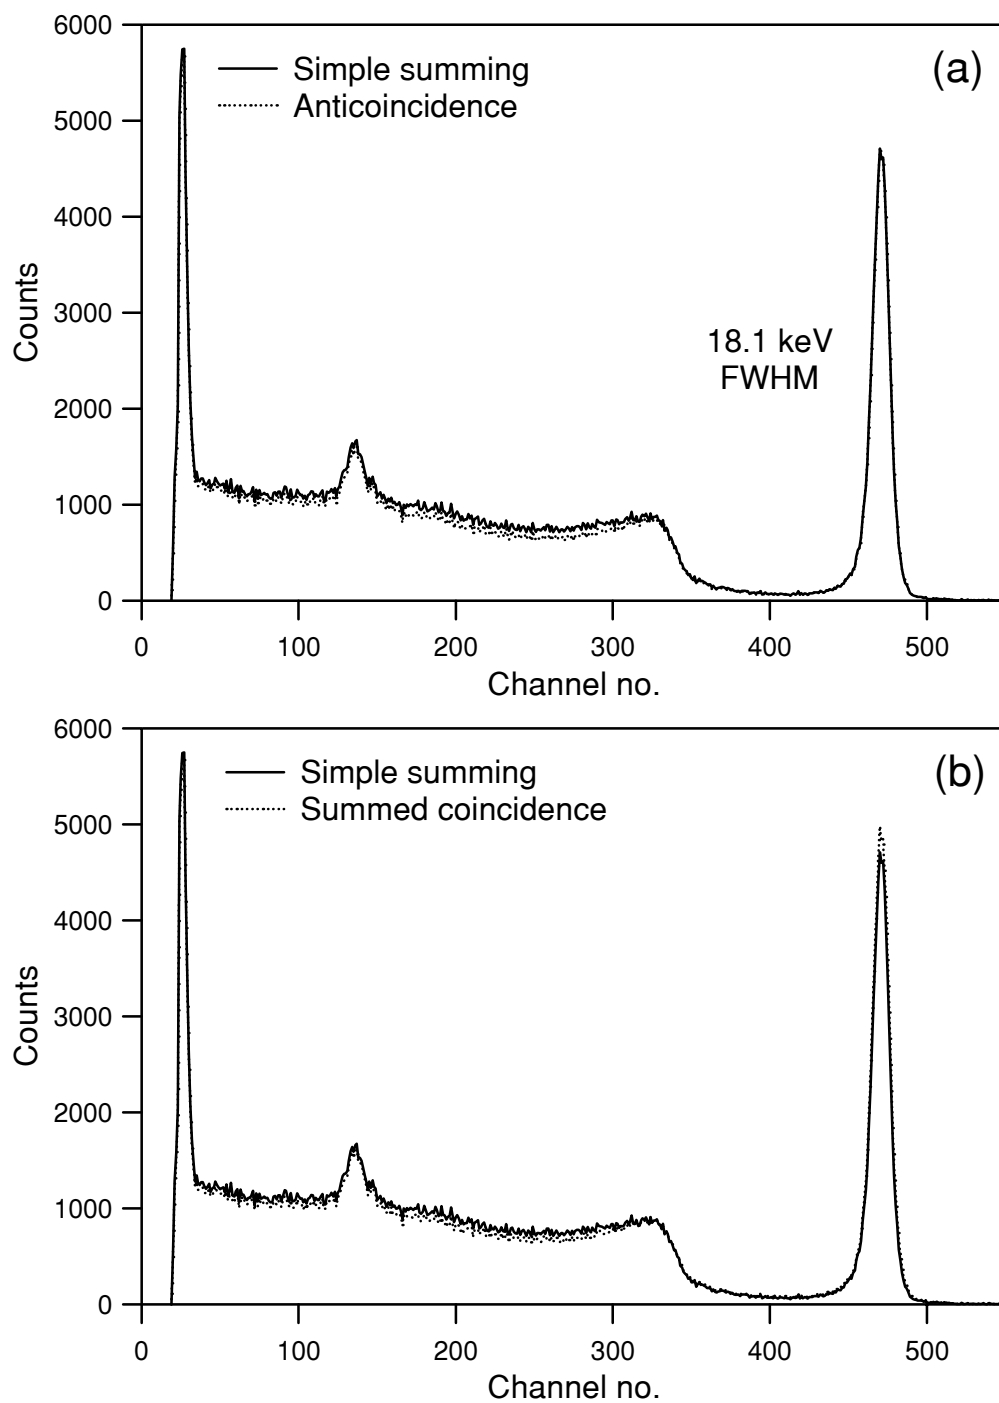 6000
Simple summing
(a)
Anticoincidence
5000
4000
Counts
3000
18.1 keV
FWHM
2000
1000
0
0 100 200 300 400 500
Channel no.
6000
Simple summing
(b)
Summed coincidence
5000
4000
Counts
3000
2000
1000
0
0 100 200 300 400 500
Channel no.